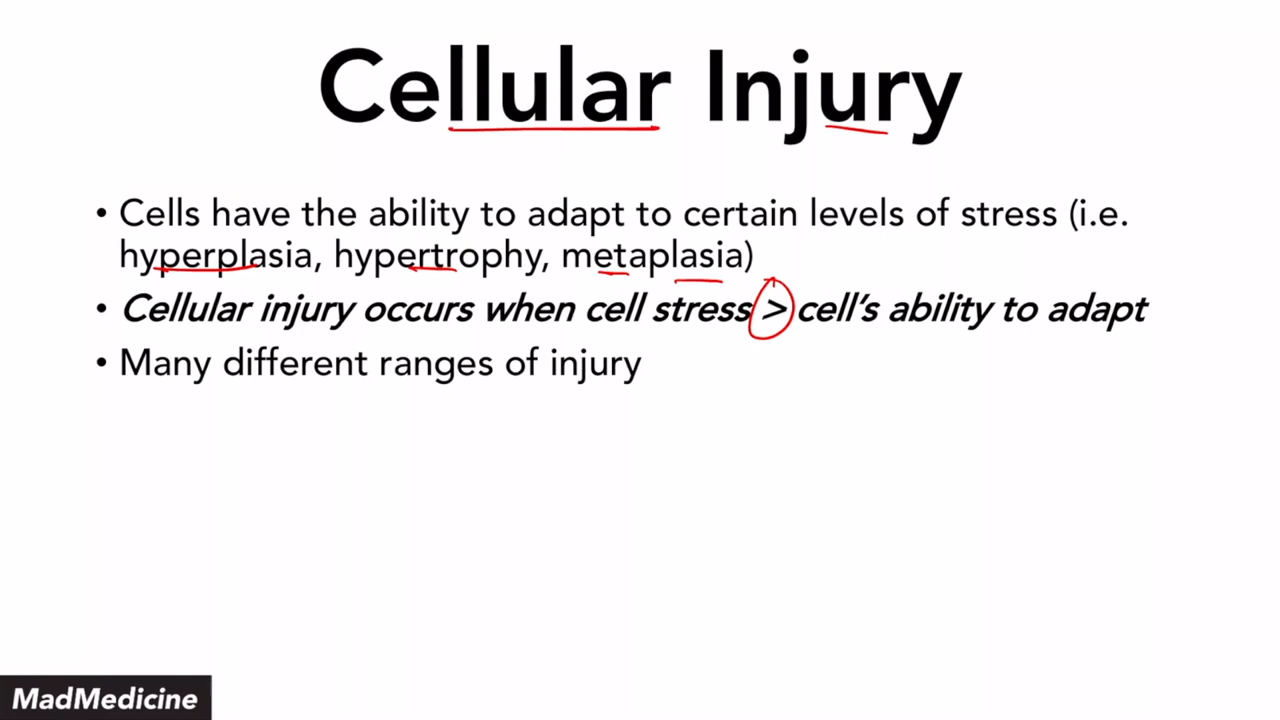 Cellular Injury
• Cells have the ability to adapt to certain levels of stress (i.e.
hyperplasia, hypertrophy, metaplasia)
• Cellular injury occurs when cell stress > cell’s ability to adapt
• Many different ranges of injury
MadMedicine